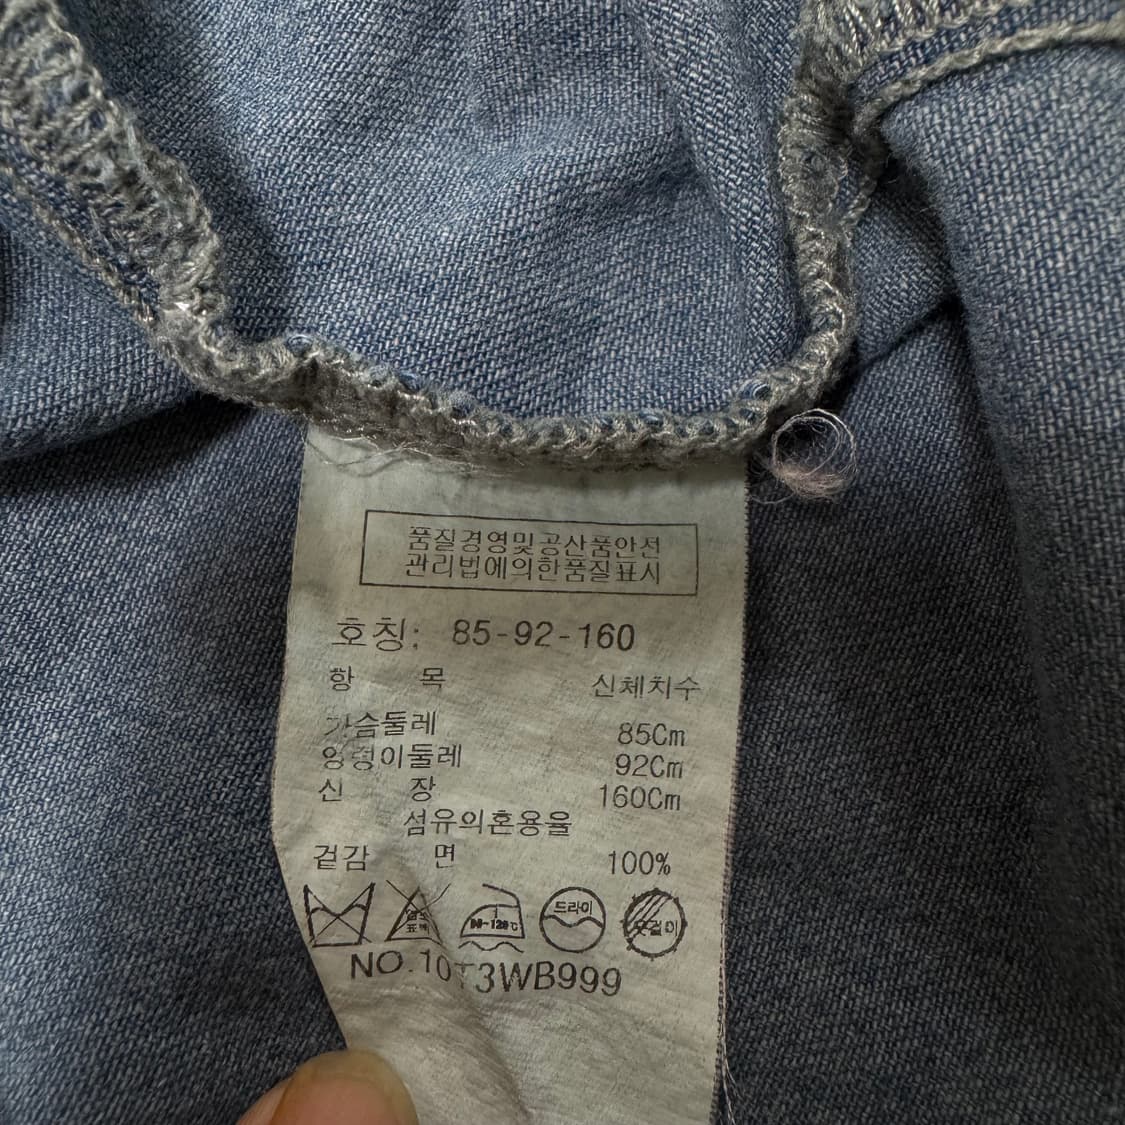 품질경영및공산품안전
관리법에의한품질표시
호칭: 85-92-160
항 목 신체치수
가슴둘레 85Cm
엉덩이둘레 92Cm
신 장 160Cm
섬유의혼용율
겉감 면 100%
드라이
옷걸이
NO.10T3WB999